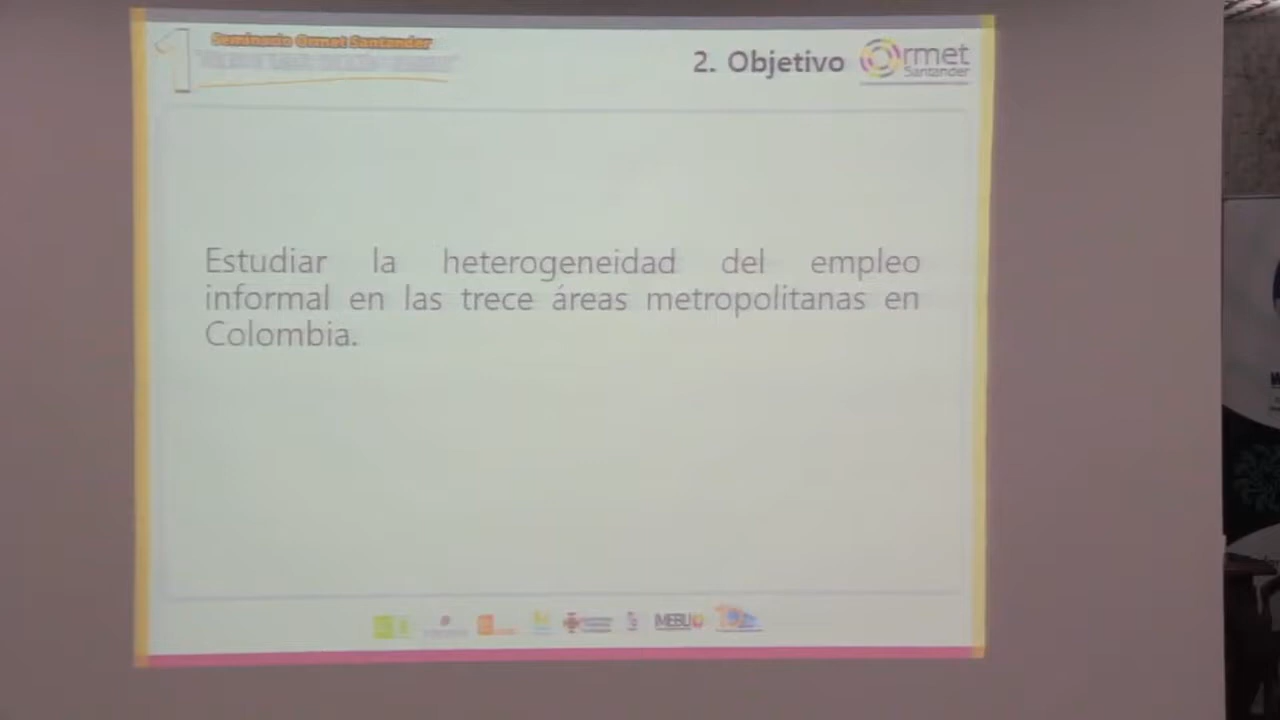 Seminario Ormet Santander
2. Objetivo
Ormet
Santander
Estudiar la heterogeneidad del empleo
informal en las trece áreas metropolitanas en
Colombia.
IMEBU